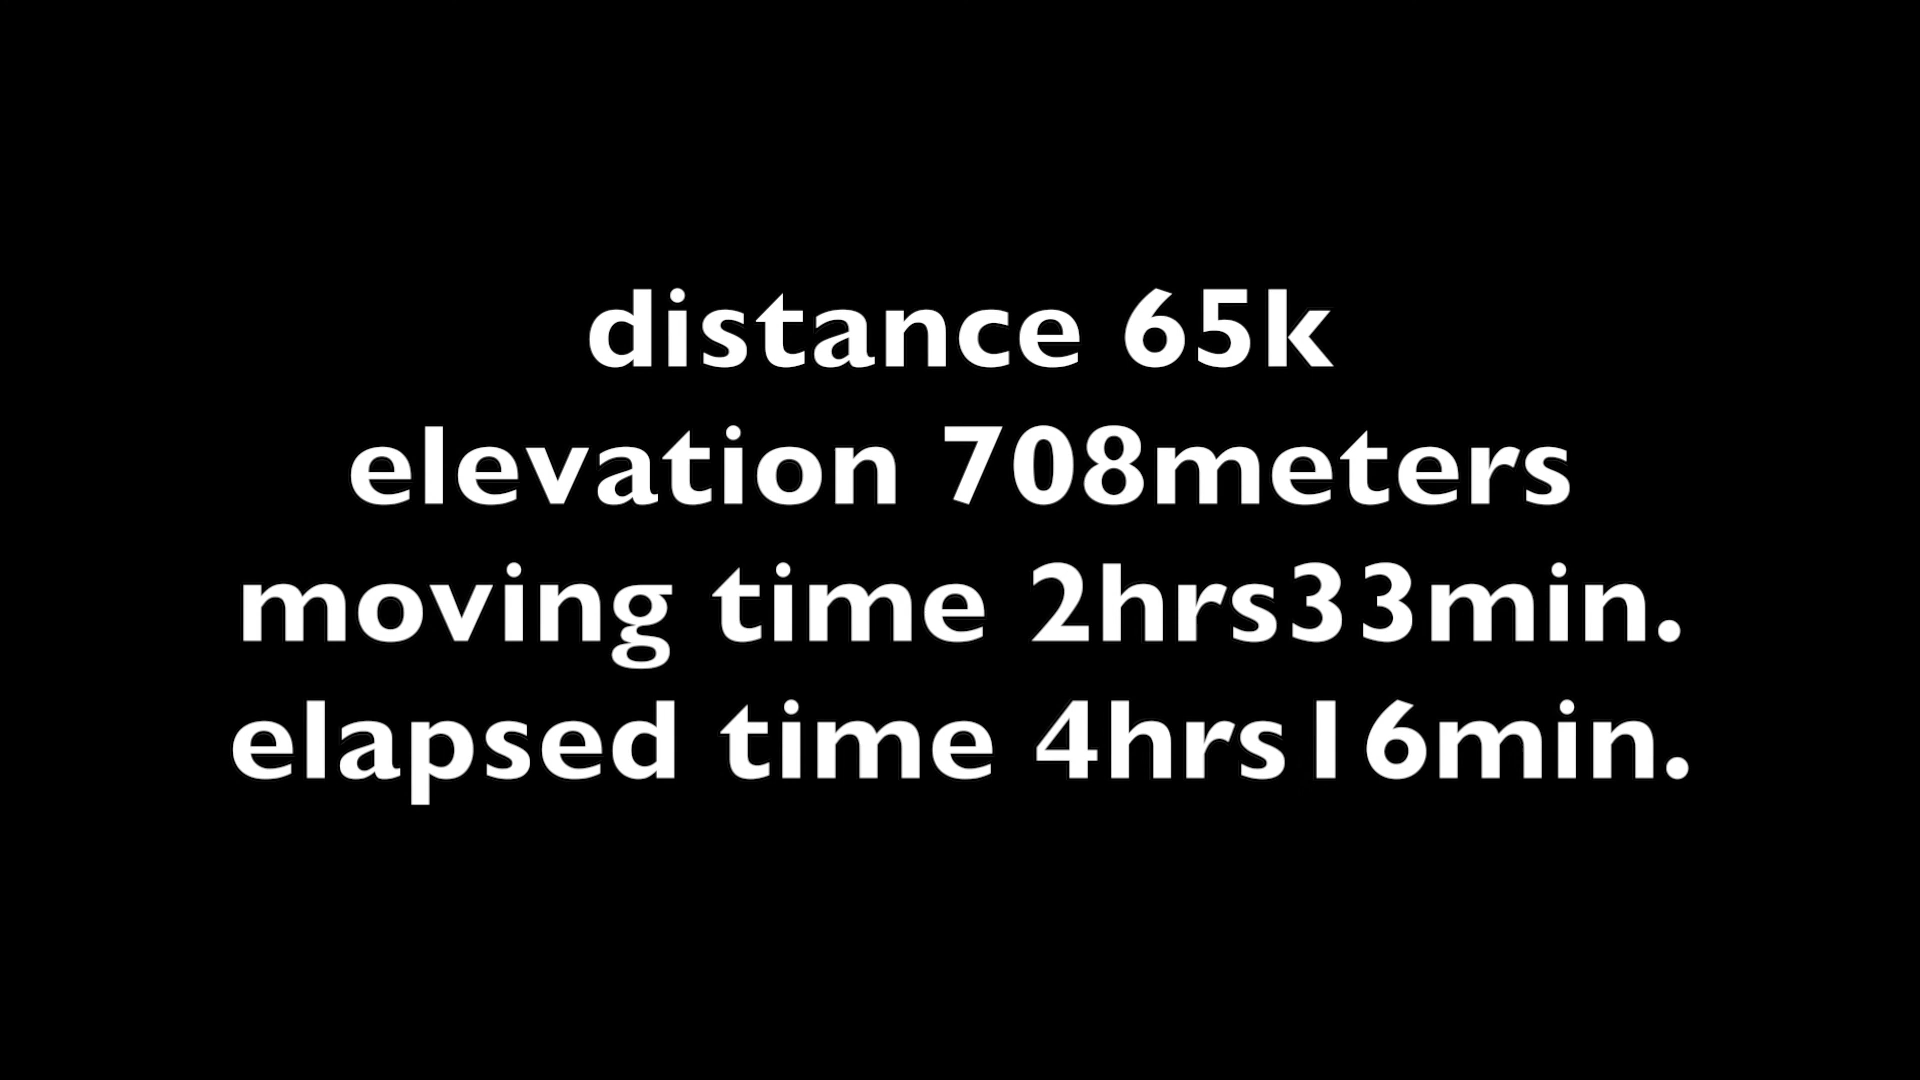 distance 65k
elevation 708meters
moving time 2hrs33min.
elapsed time 4hrs16min.